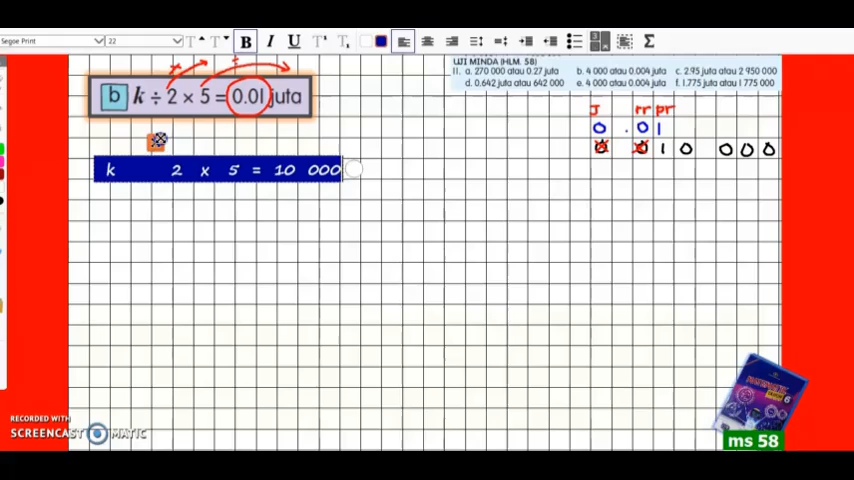 Segoe Print 22 B I U T T
UJI MINDA (HLM. 58)
11. a. 270 000 atau 0.27 juta b. 4 000 atau 0.004 juta c. 2.95 juta atau 2 950 000
d. 0.642 juta atau 642 000 e. 4 000 atau 0.004 juta f. 1.775 juta atau 1 775 000
× ÷
b k ÷ 2 × 5 = 0.01 juta
J rr pr
0 . 0 1
0 0 1 0 0 0 0
k 2 x 5 = 10 000
MATEMATIK 6
RECORDED WITH
SCREENCAST MATIC
ms 58